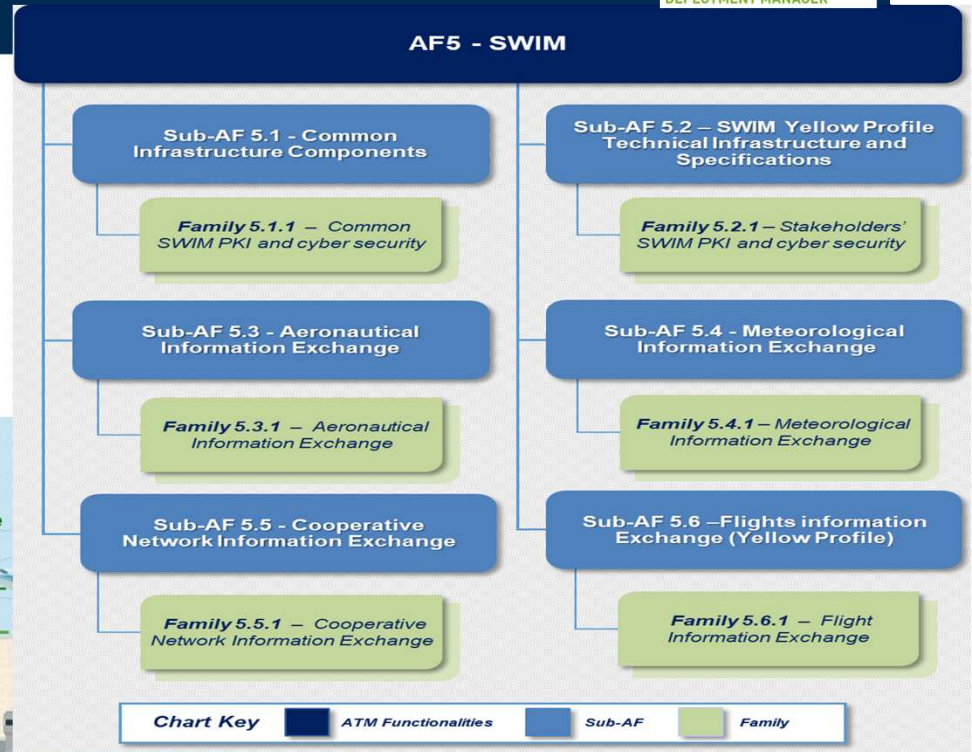 DEPLOYMENT MANAGER
AF5 - SWIM
Sub-AF 5.1 - Common
Infrastructure Components
Sub-AF 5.2 – SWIM Yellow Profile
Technical Infrastructure and
Specifications
Family 5.1.1 – Common
SWIM PKI and cyber security
Family 5.2.1 – Stakeholders'
SWIM PKI and cyber security
Sub-AF 5.3 - Aeronautical
Information Exchange
Sub-AF 5.4 - Meteorological
Information Exchange
Family 5.3.1 – Aeronautical
Information Exchange
Family 5.4.1 – Meteorological
Information Exchange
Sub-AF 5.5 - Cooperative
Network Information Exchange
Sub-AF 5.6 –Flights information
Exchange (Yellow Profile)
Family 5.5.1 – Cooperative
Network Information Exchange
Family 5.6.1 – Flight
Information Exchange
Chart Key
ATM Functionalities
Sub-AF
Family